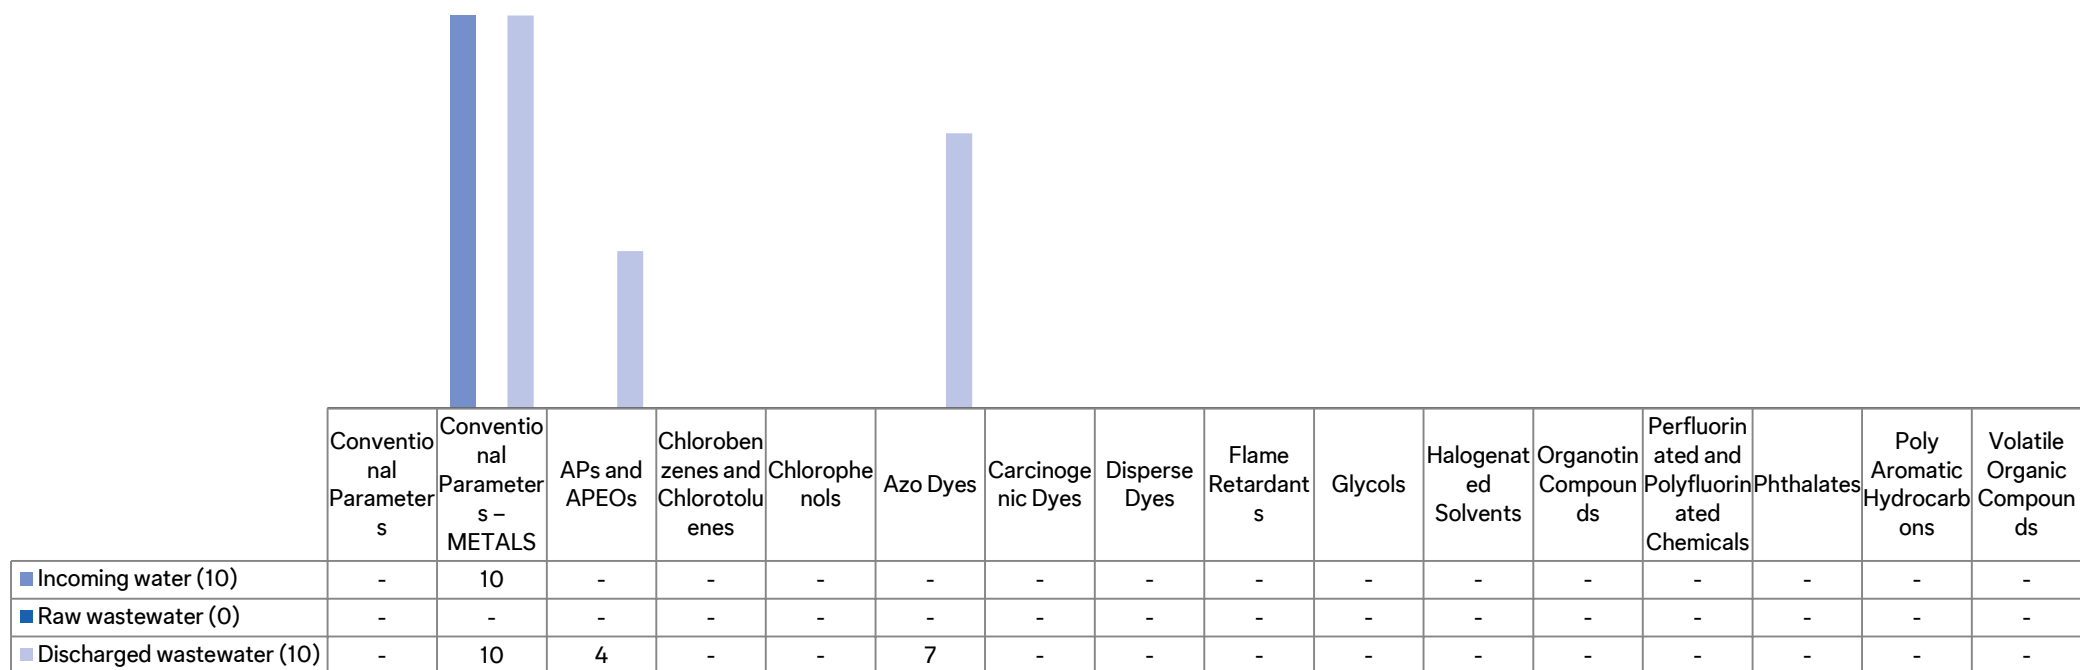 Conventio
nal
Parameter
s
Conventio
nal
Parameter
s –
METALS
APs and
APEOs
Chloroben
zenes and
Chlorotolu
enes
Chlorophe
nols
Azo Dyes
Carcinoge
nic Dyes
Disperse
Dyes
Flame
Retardant
s
Glycols
Halogenat
ed
Solvents
Organotin
Compoun
ds
Perfluorin
ated and
Polyfluorin
ated
Chemicals
Phthalates
Poly
Aromatic
Hydrocarb
ons
Volatile
Organic
Compoun
ds
Incoming water (10) - 10 - - - - - - - - - - - - - -
Raw wastewater (0) - - - - - - - - - - - - - - - -
Discharged wastewater (10) - 10 4 - - 7 - - - - - - - - - -